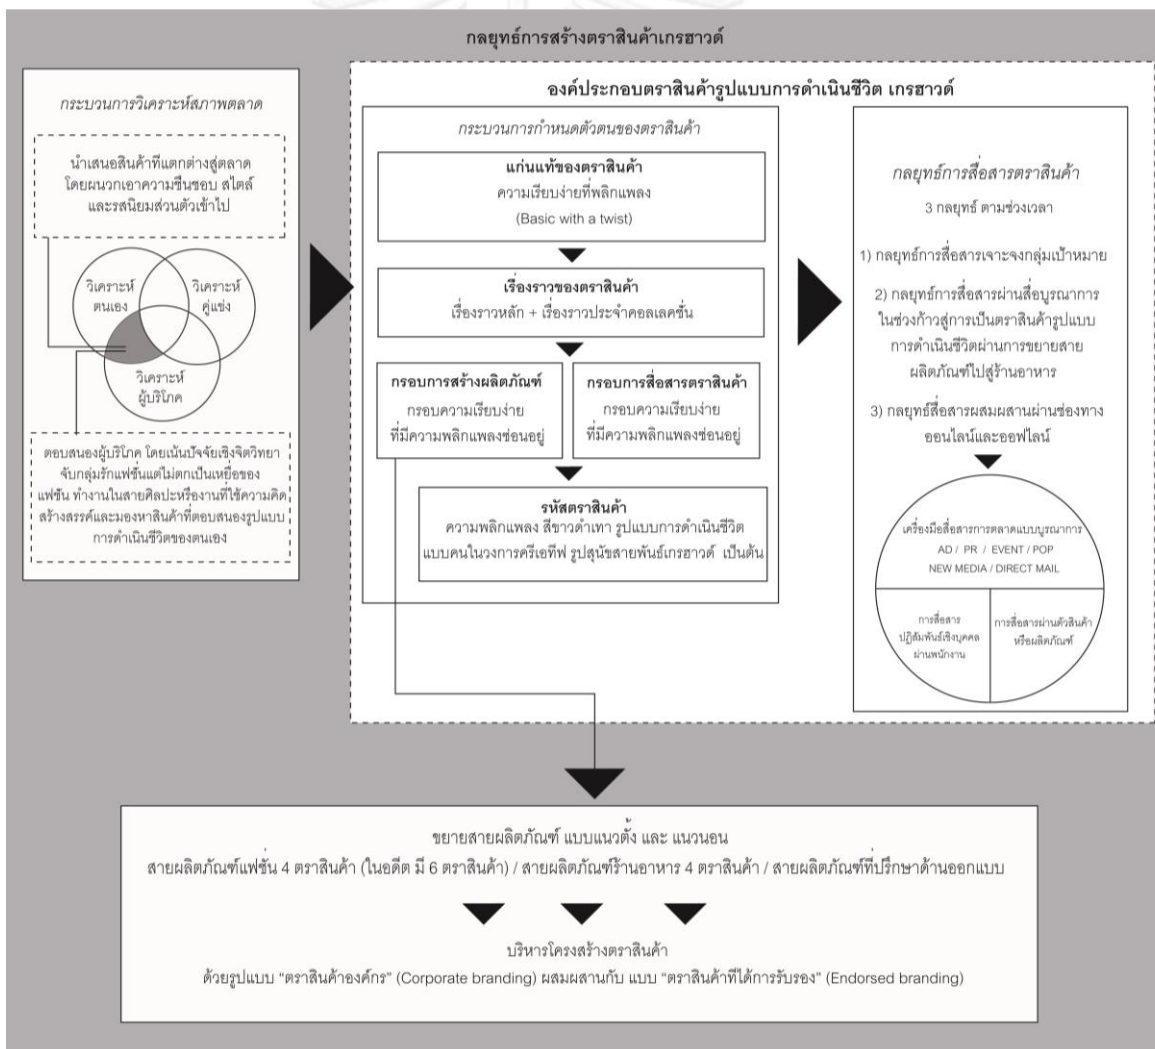 กลยุทธ์การสร้างตราสินค้าเกรฮาวด์
กระบวนการวิเคราะห์สภาพตลาด
นำเสนอสินค้าที่แตกต่างสู่ตลาด
โดยผนวกเอาความชื่นชอบ สไตล์
และรสนิยมส่วนตัวเข้าไป
วิเคราะห์
ตนเอง
วิเคราะห์
คู่แข่ง
วิเคราะห์
ผู้บริโภค
ตอบสนองผู้บริโภค โดยเน้นปัจจัยเชิงจิตวิทยา
จับกลุ่มรักแฟชั่นแต่ไม่ตกเป็นเหยื่อของ
แฟชั่น ทำงานในสายศิลปะหรืองานที่ใช้ความคิด
สร้างสรรค์และมองหาสินค้าที่ตอบสนองรูปแบบ
การดำเนินชีวิตของตนเอง
องค์ประกอบตราสินค้ารูปแบบการดำเนินชีวิต เกรฮาวด์
กระบวนการกำหนดตัวตนของตราสินค้า
แก่นแท้ของตราสินค้า
ความเรียบง่ายที่พลิกแพลง
(Basic with a twist)
เรื่องราวของตราสินค้า
เรื่องราวหลัก + เรื่องราวประจำคอลเลคชั่น
กรอบการสร้างผลิตภัณฑ์
กรอบความเรียบง่าย
ที่มีความพลิกแพลงซ่อนอยู่
กรอบการสื่อสารตราสินค้า
กรอบความเรียบง่าย
ที่มีความพลิกแพลงซ่อนอยู่
รหัสตราสินค้า
ความพลิกแพลง สีขาวดำเทา รูปแบบการดำเนินชีวิต
แบบคนในวงการครีเอทีฟ รูปสุนัขสายพันธ์เกรฮาวด์ เป็นต้น
กลยุทธ์การสื่อสารตราสินค้า
3 กลยุทธ์ ตามช่วงเวลา
1) กลยุทธ์การสื่อสารเจาะจงกลุ่มเป้าหมาย
2) กลยุทธ์การสื่อสารผ่านสื่อบูรณาการ
ในช่วงก้าวสู่การเป็นตราสินค้ารูปแบบ
การดำเนินชีวิตผ่านการขยายสาย
ผลิตภัณฑ์ไปสู่ร้านอาหาร
3) กลยุทธ์สื่อสารผสมผสานผ่านช่องทาง
ออนไลน์และออฟไลน์
เครื่องมือสื่อสารการตลาดแบบบูรณาการ
AD / PR / EVENT / POP
NEW MEDIA / DIRECT MAIL
การสื่อสาร
ปฏิสัมพันธ์เชิงบุคคล
ผ่านพนักงาน
การสื่อสารผ่านตัวสินค้า
หรือผลิตภัณฑ์
ขยายสายผลิตภัณฑ์ แบบแนวตั้ง และ แนวนอน
สายผลิตภัณฑ์แฟชั่น 4 ตราสินค้า (ในอดีต มี 6 ตราสินค้า) / สายผลิตภัณฑ์ร้านอาหาร 4 ตราสินค้า / สายผลิตภัณฑ์ที่ปรึกษาด้านออกแบบ
บริหารโครงสร้างตราสินค้า
ด้วยรูปแบบ "ตราสินค้าองค์กร" (Corporate branding) ผสมผสานกับ แบบ "ตราสินค้าที่ได้การรับรอง" (Endorsed branding)